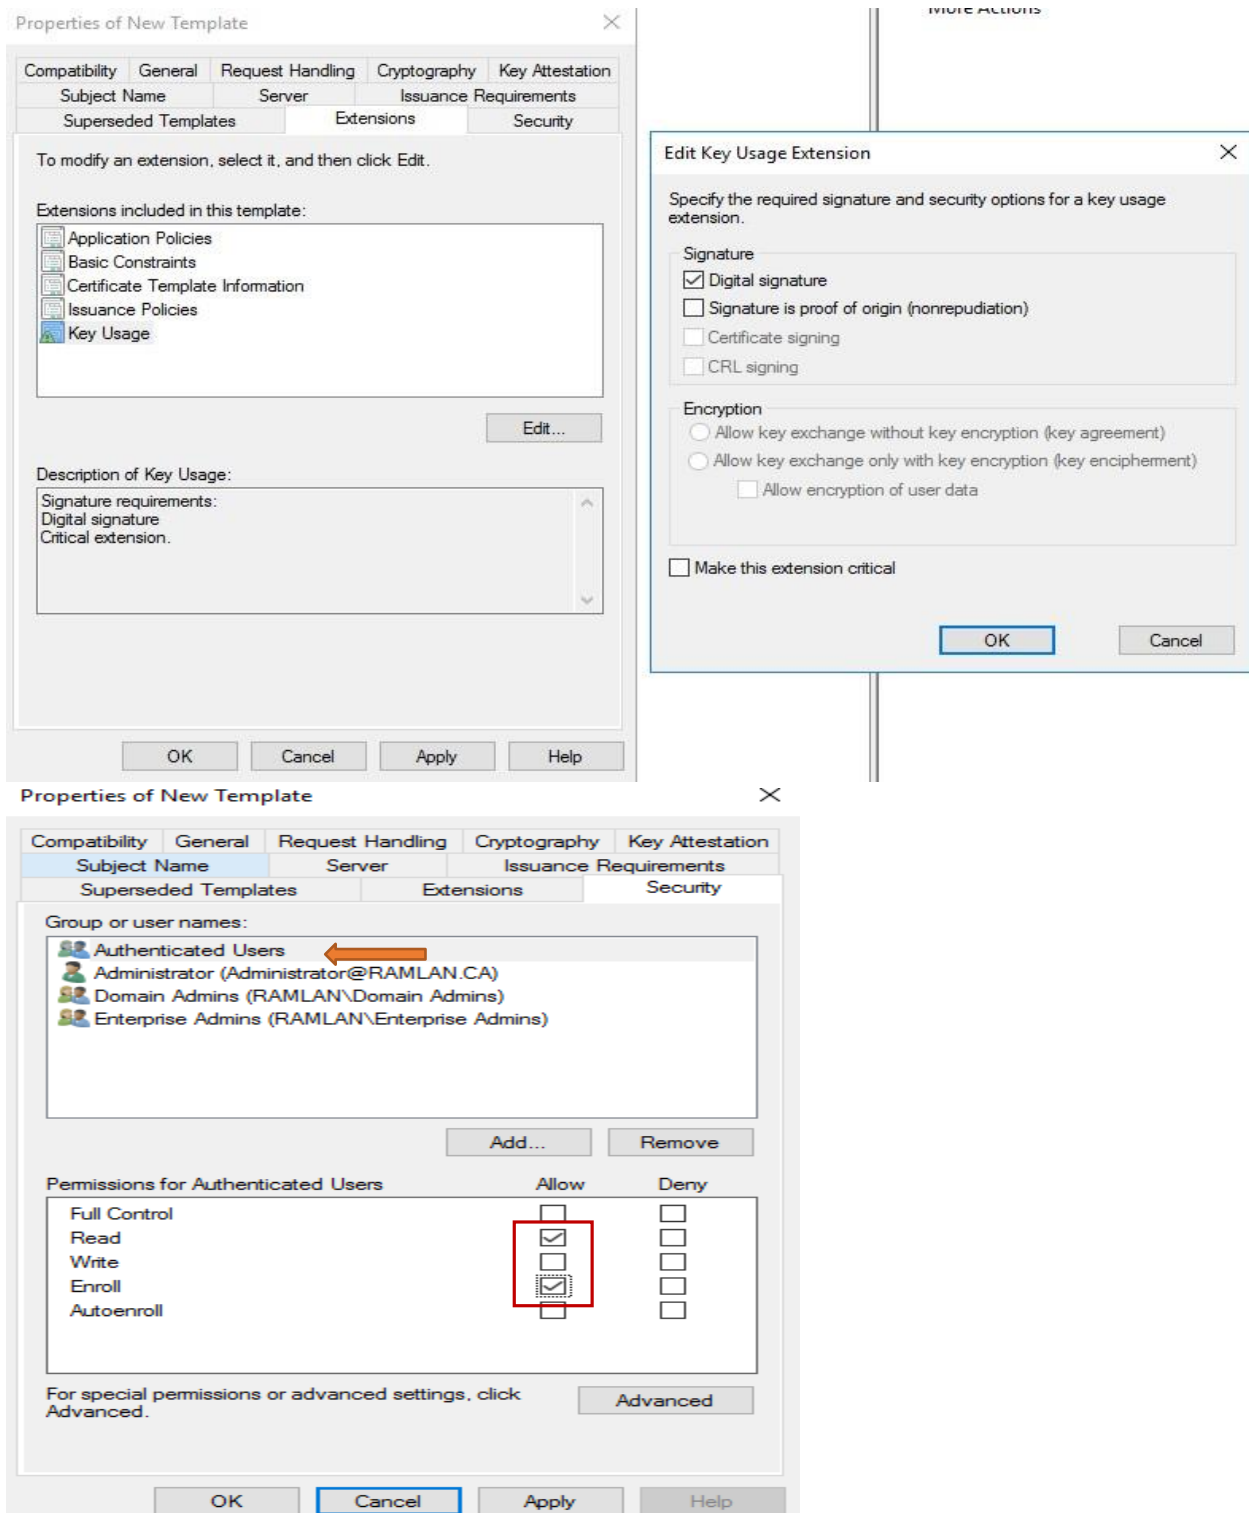 More Actions
Properties of New Template
Compatibility General Request Handling Cryptography Key Attestation
Subject Name Server Issuance Requirements
Superseded Templates Extensions Security
To modify an extension, select it, and then click Edit.
Extensions included in this template:
Application Policies
Basic Constraints
Certificate Template Information
Issuance Policies
Key Usage
Edit...
Description of Key Usage:
Signature requirements:
Digital signature
Critical extension.
OK Cancel Apply Help
Edit Key Usage Extension
Specify the required signature and security options for a key usage
extension.
Signature
Digital signature
Signature is proof of origin (nonrepudiation)
Certificate signing
CRL signing
Encryption
Allow key exchange without key encryption (key agreement)
Allow key exchange only with key encryption (key encipherment)
Allow encryption of user data
Make this extension critical
OK Cancel
Properties of New Template
Compatibility General Request Handling Cryptography Key Attestation
Subject Name Server Issuance Requirements
Superseded Templates Extensions Security
Group or user names:
Authenticated Users
Administrator (Administrator@RAMLAN.CA)
Domain Admins (RAMLAN\Domain Admins)
Enterprise Admins (RAMLAN\Enterprise Admins)
Add... Remove
Permissions for Authenticated Users Allow Deny
Full Control
Read
Write
Enroll
Autoenroll
For special permissions or advanced settings, click
Advanced.
Advanced
OK Cancel Apply Help